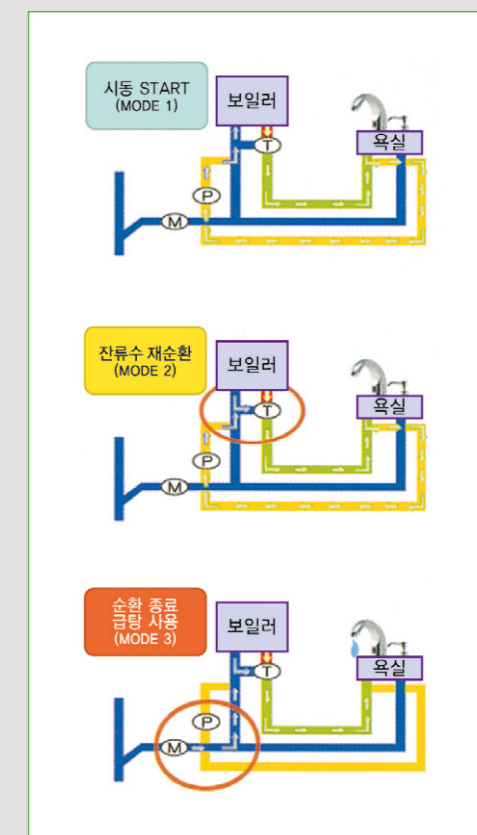 시동 START
(MODE 1)
보일러
T
욕실
P
M
잔류수 재순환
(MODE 2)
보일러
T
욕실
P
M
순환 종료
급탕 사용
(MODE 3)
보일러
T
욕실
P
M